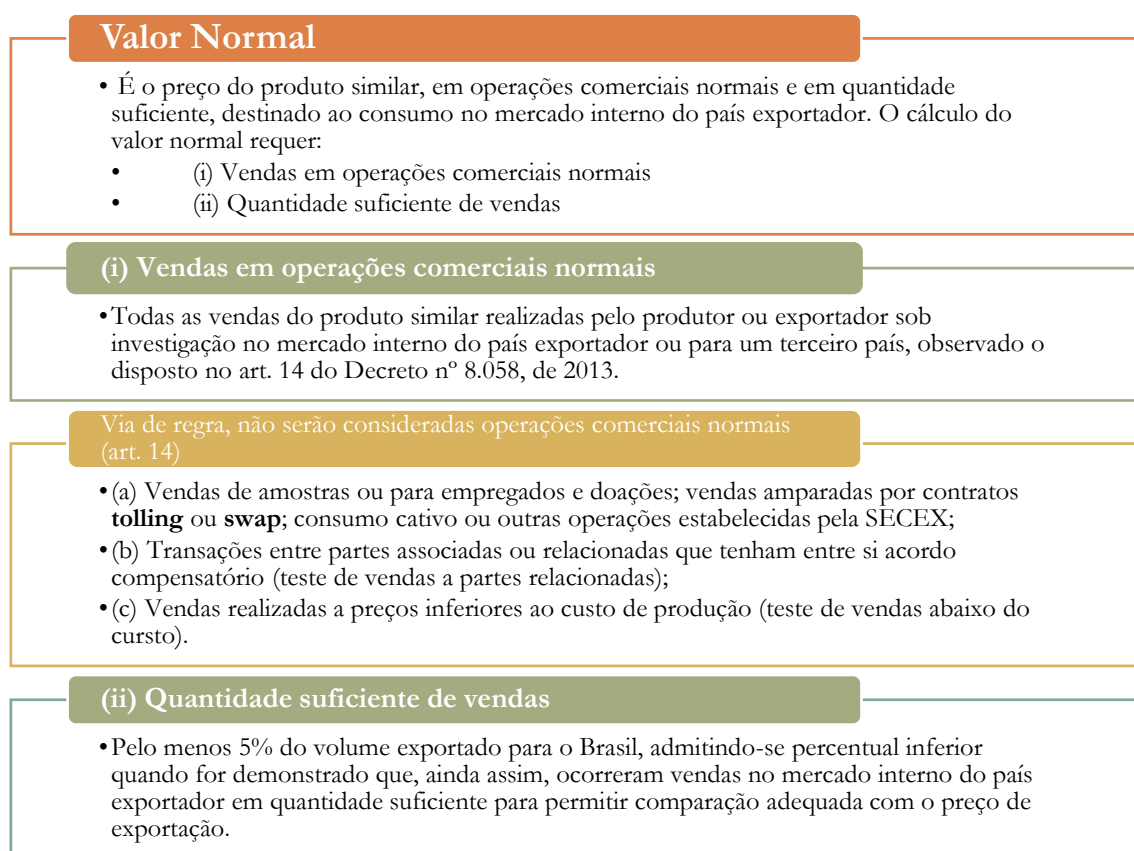 Valor Normal
• É o preço do produto similar, em operações comerciais normais e em quantidade
suficiente, destinado ao consumo no mercado interno do país exportador. O cálculo do
valor normal requer:
• (i) Vendas em operações comerciais normais
• (ii) Quantidade suficiente de vendas
(i) Vendas em operações comerciais normais
•Todas as vendas do produto similar realizadas pelo produtor ou exportador sob
investigação no mercado interno do país exportador ou para um terceiro país, observado o
disposto no art. 14 do Decreto nº 8.058, de 2013.
Via de regra, não serão consideradas operações comerciais normais
(art. 14)
•(a) Vendas de amostras ou para empregados e doações; vendas amparadas por contratos
tolling ou swap; consumo cativo ou outras operações estabelecidas pela SECEX;
•(b) Transações entre partes associadas ou relacionadas que tenham entre si acordo
compensatório (teste de vendas a partes relacionadas);
•(c) Vendas realizadas a preços inferiores ao custo de produção (teste de vendas abaixo do
cursto).
(ii) Quantidade suficiente de vendas
•Pelo menos 5% do volume exportado para o Brasil, admitindo-se percentual inferior
quando for demonstrado que, ainda assim, ocorreram vendas no mercado interno do país
exportador em quantidade suficiente para permitir comparação adequada com o preço de
exportação.